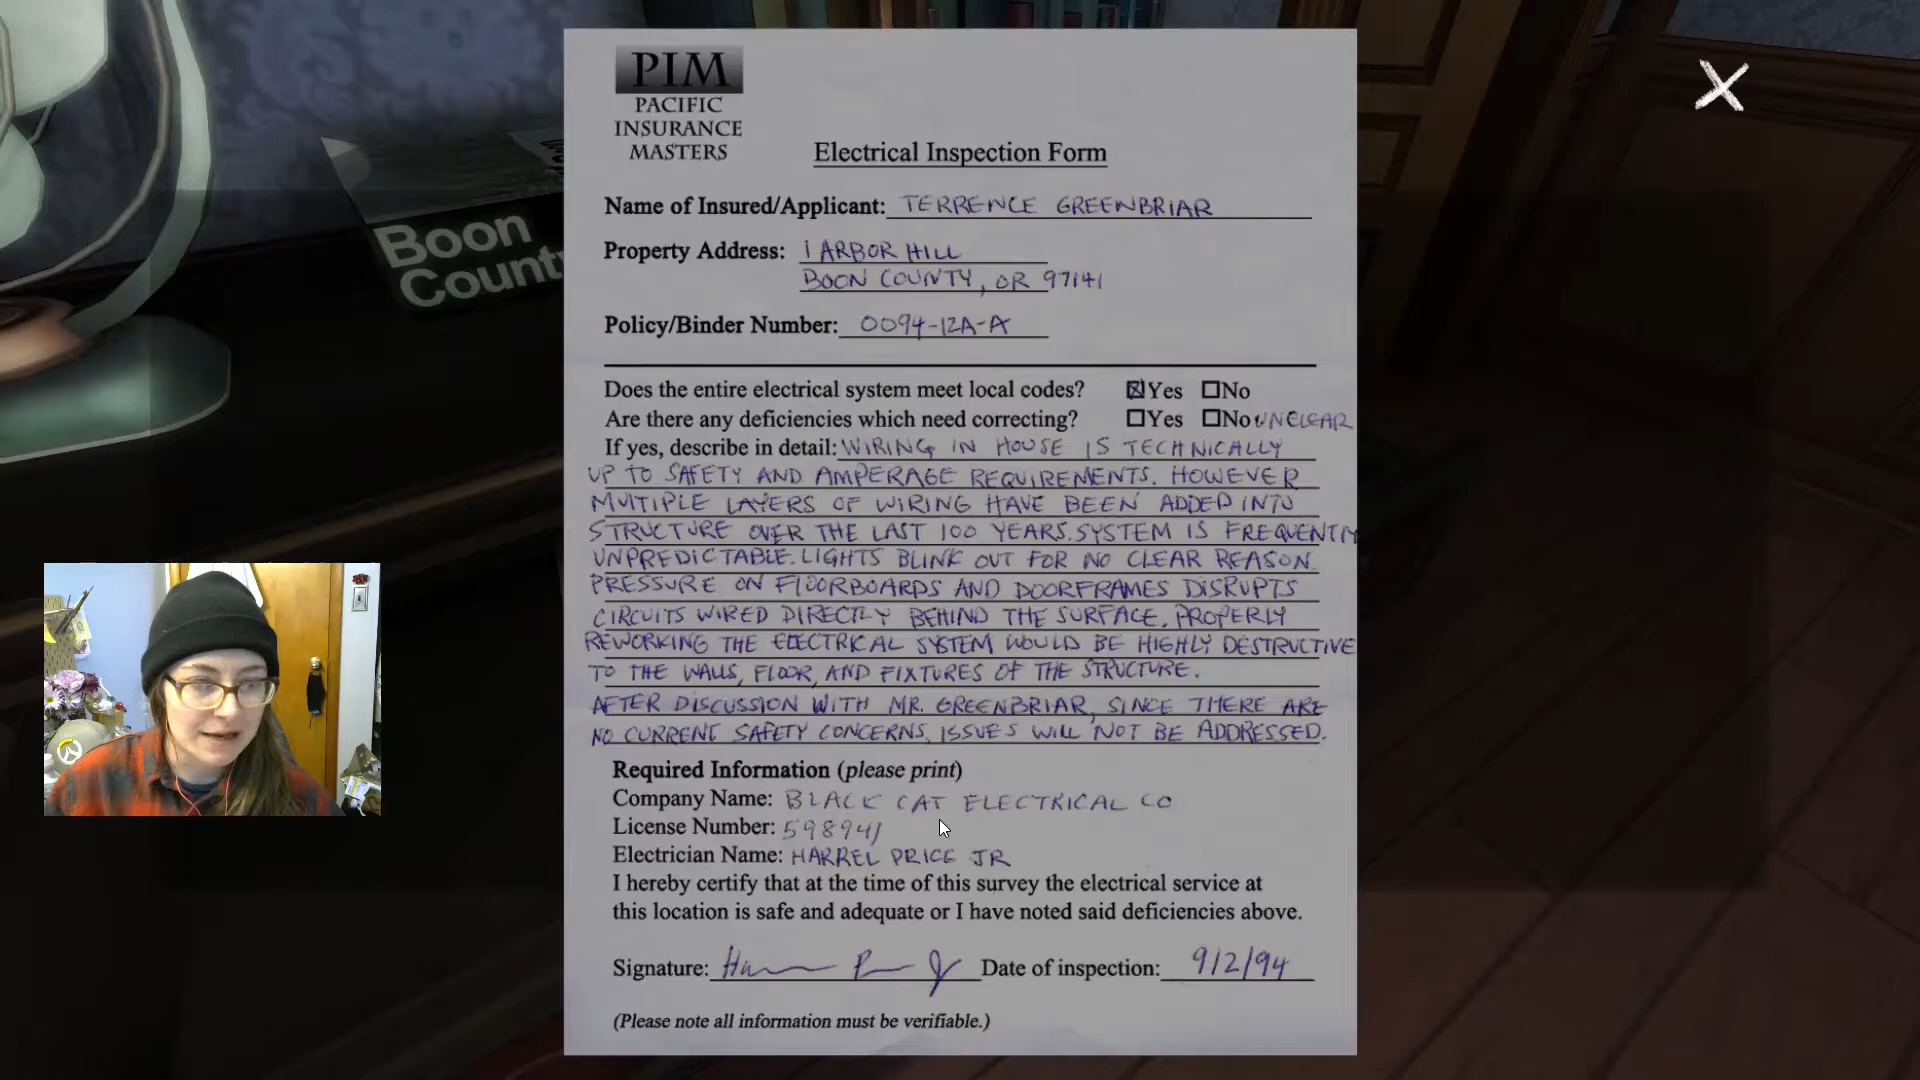 PIM
PACIFIC
INSURANCE
MASTERS
Electrical Inspection Form
Name of Insured/Applicant: TERRENCE GREENBRIAR
Property Address: 1 ARBOR HILL
BOON COUNTY, OR 97141
Policy/Binder Number: 0094-12A-A
Does the entire electrical system meet local codes? Yes No
Are there any deficiencies which need correcting? Yes No UNCLEAR
If yes, describe in detail: WIRING IN HOUSE IS TECHNICALLY
UP TO SAFETY AND AMPERAGE REQUIREMENTS. HOWEVER
MULTIPLE LAYERS OF WIRING HAVE BEEN ADDED INTO
STRUCTURE OVER THE LAST 100 YEARS. SYSTEM IS FREQUENTLY
UNPREDICTABLE. LIGHTS BLINK OUT FOR NO CLEAR REASON.
PRESSURE ON FLOORBOARDS AND DOORFRAMES DISRUPTS
CIRCUITS WIRED DIRECTLY BEHIND THE SURFACE. PROPERLY
REWORKING THE ELECTRICAL SYSTEM WOULD BE HIGHLY DESTRUCTIVE
TO THE WALLS, FLOOR, AND FIXTURES OF THE STRUCTURE.
AFTER DISCUSSION WITH MR. GREENBRIAR, SINCE THERE ARE
NO CURRENT SAFETY CONCERNS, ISSUES WILL NOT BE ADDRESSED.
Required Information (please print)
Company Name: BLACK CAT ELECTRICAL CO
License Number: 598941
Electrician Name: HARREL PRICE JR
I hereby certify that at the time of this survey the electrical service at
this location is safe and adequate or I have noted said deficiencies above.
Signature: Date of inspection: 9/2/94
(Please note all information must be verifiable.)
Boon
County